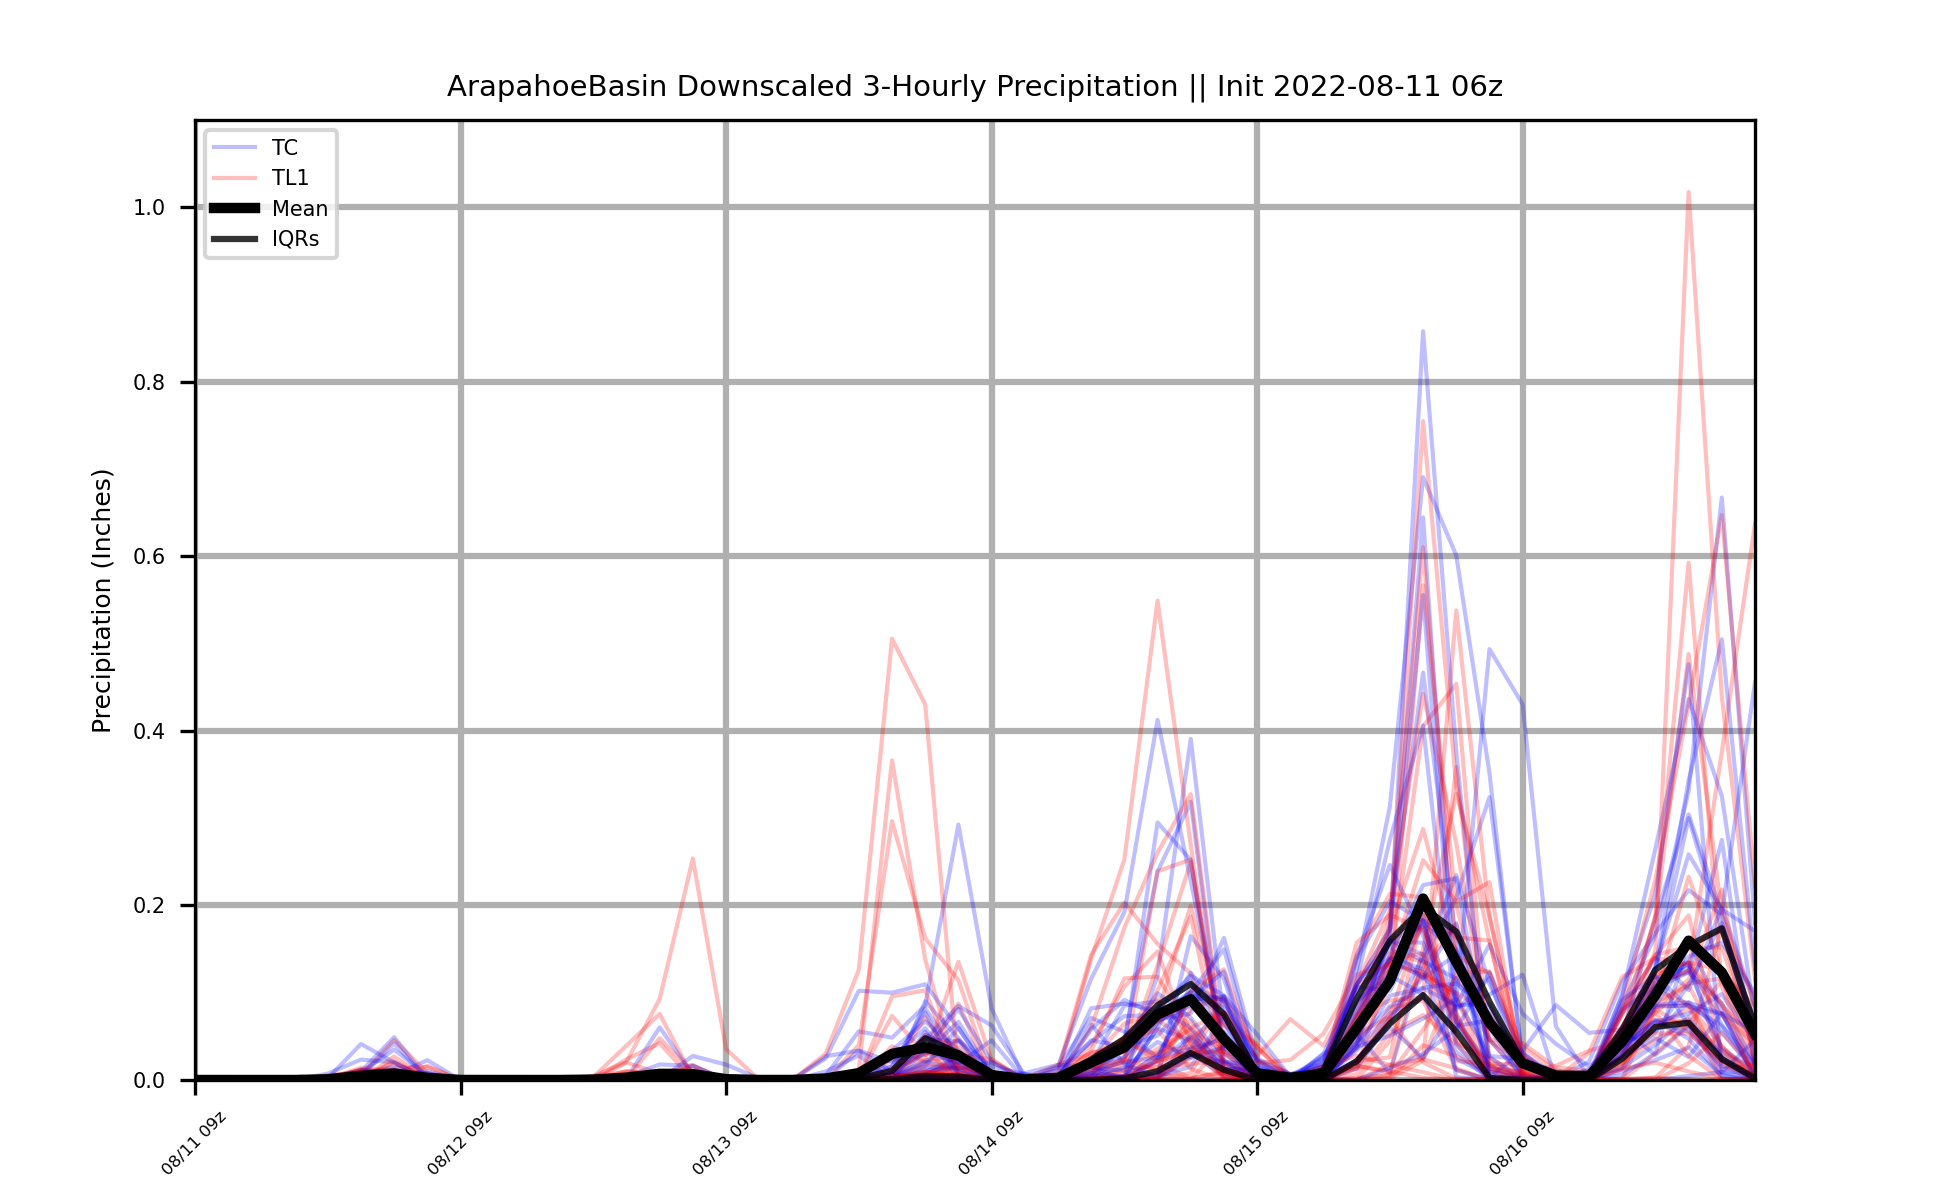 ArapahoeBasin Downscaled 3-Hourly Precipitation || Init 2022-08-11 06z
TC
TL1
Mean
IQRs
Precipitation (Inches)
1.0
0.8
0.6
0.4
0.2
0.0
08/11 09z
08/12 09z
08/13 09z
08/14 09z
08/15 09z
08/16 09z